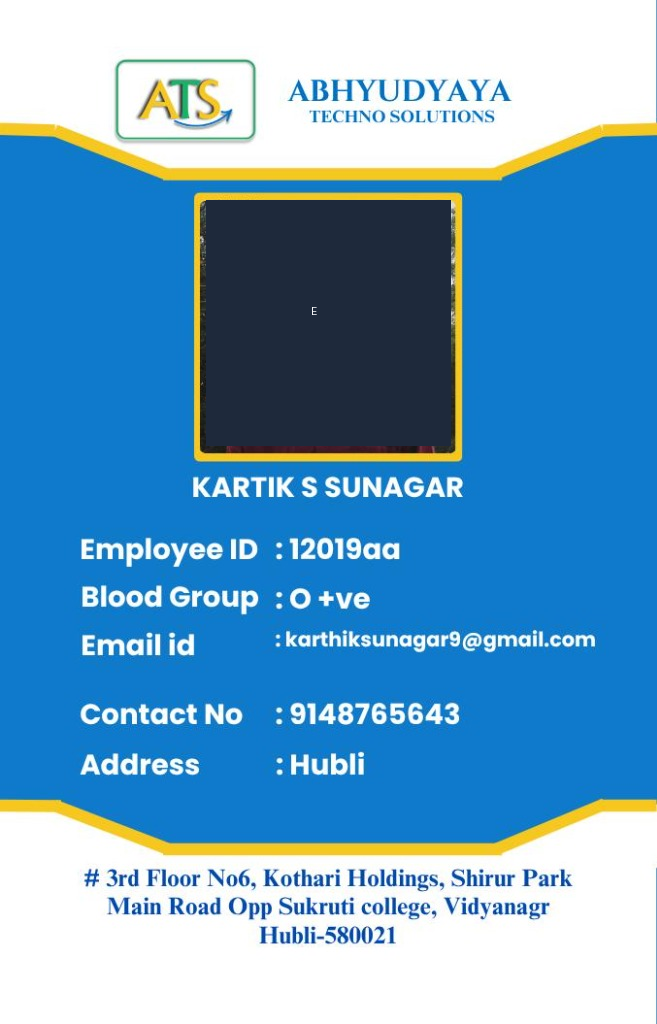 ATS
ABHYUDYAYA
TECHNO SOLUTIONS
E
KARTIK S SUNAGAR
Employee ID : 12019aa
Blood Group : O +ve
Email id : karthiksunagar9@gmail.com
Contact No : 9148765643
Address : Hubli
# 3rd Floor No6, Kothari Holdings, Shirur Park
Main Road Opp Sukruti college, Vidyanagr
Hubli-580021